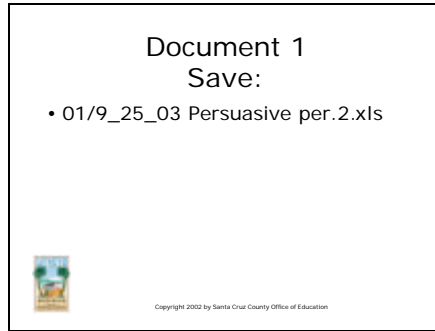 Document 1
Save:
• 01/9_25_03 Persuasive per.2.xls
Copyright 2002 by Santa Cruz County Office of Education